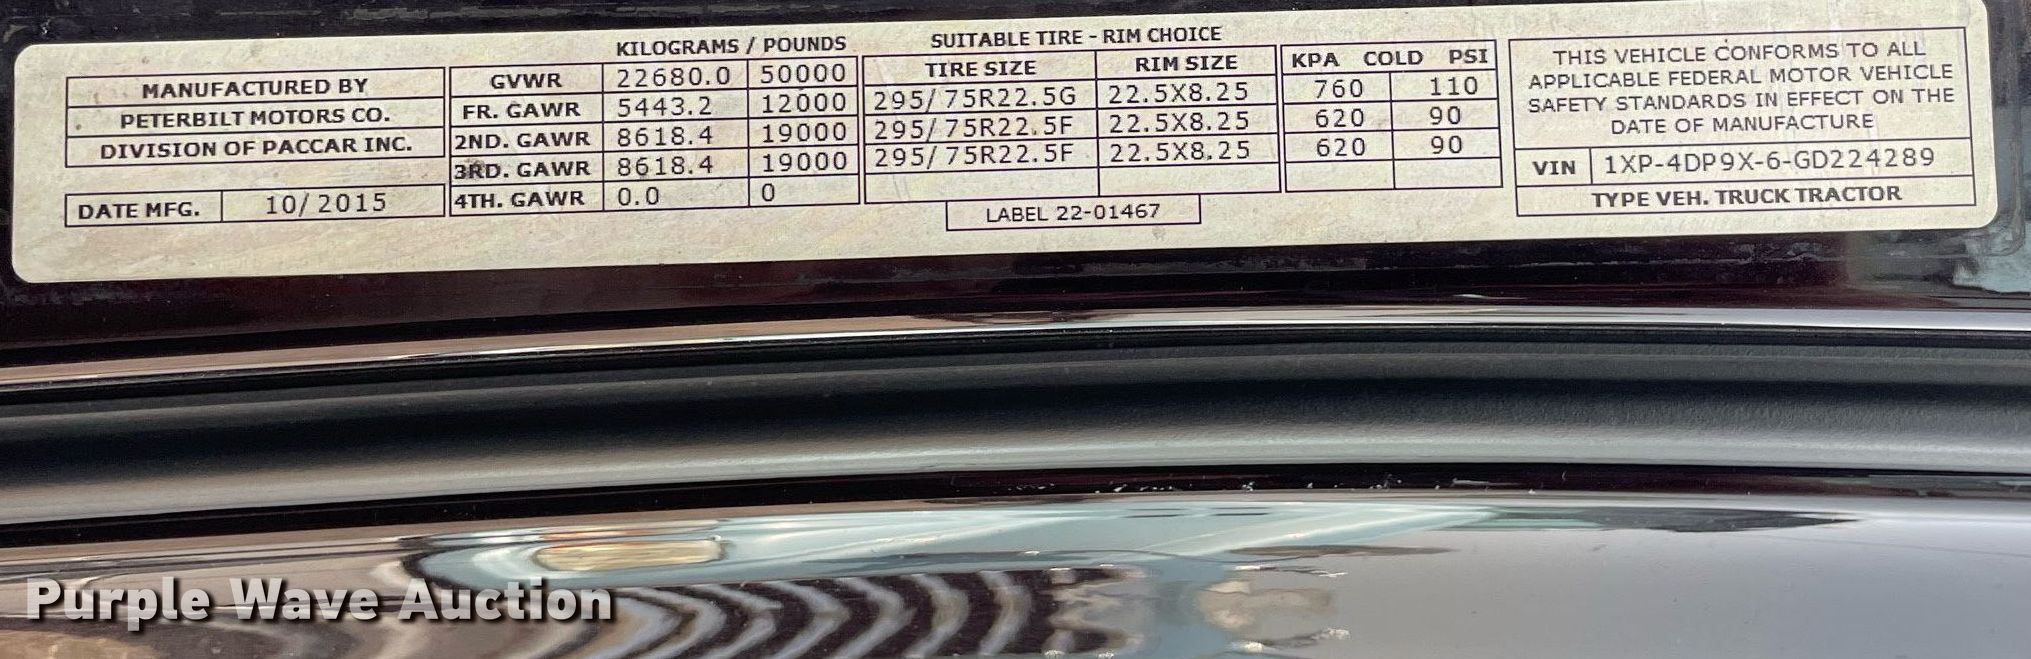 MANUFACTURED BY
PETERBILT MOTORS CO.
DIVISION OF PACCAR INC.
DATE MFG. 10/2015
KILOGRAMS / POUNDS
GVWR 22680.0 50000
FR. GAWR 5443.2 12000
2ND. GAWR 8618.4 19000
3RD. GAWR 8618.4 19000
4TH. GAWR 0.0 0
SUITABLE TIRE - RIM CHOICE
TIRE SIZE RIM SIZE
295/75R22.5G 22.5X8.25
295/75R22.5F 22.5X8.25
295/75R22.5F 22.5X8.25
KPA COLD PSI
760 110
620 90
620 90
LABEL 22-01467
THIS VEHICLE CONFORMS TO ALL
APPLICABLE FEDERAL MOTOR VEHICLE
SAFETY STANDARDS IN EFFECT ON THE
DATE OF MANUFACTURE
VIN 1XP-4DP9X-6-GD224289
TYPE VEH. TRUCK TRACTOR
Purple Wave Auction